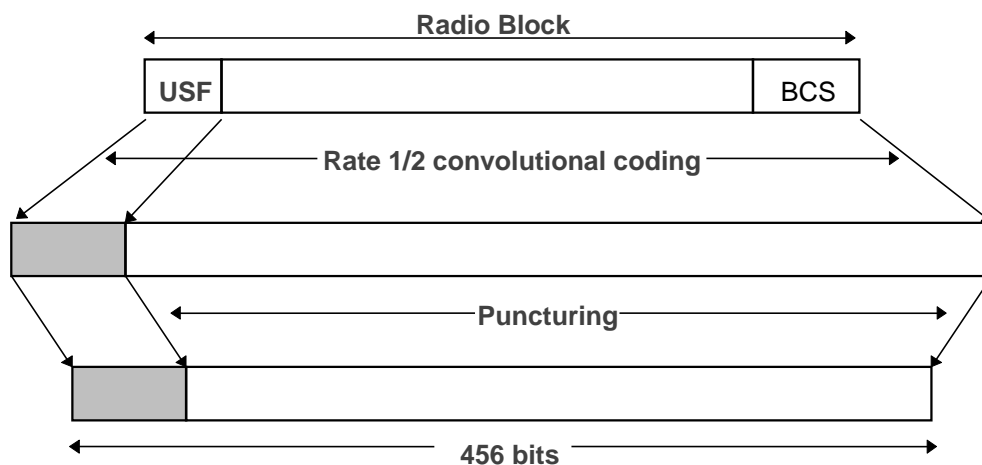 Radio Block
USF
BCS
Rate 1/2 convolutional coding
Puncturing
456 bits